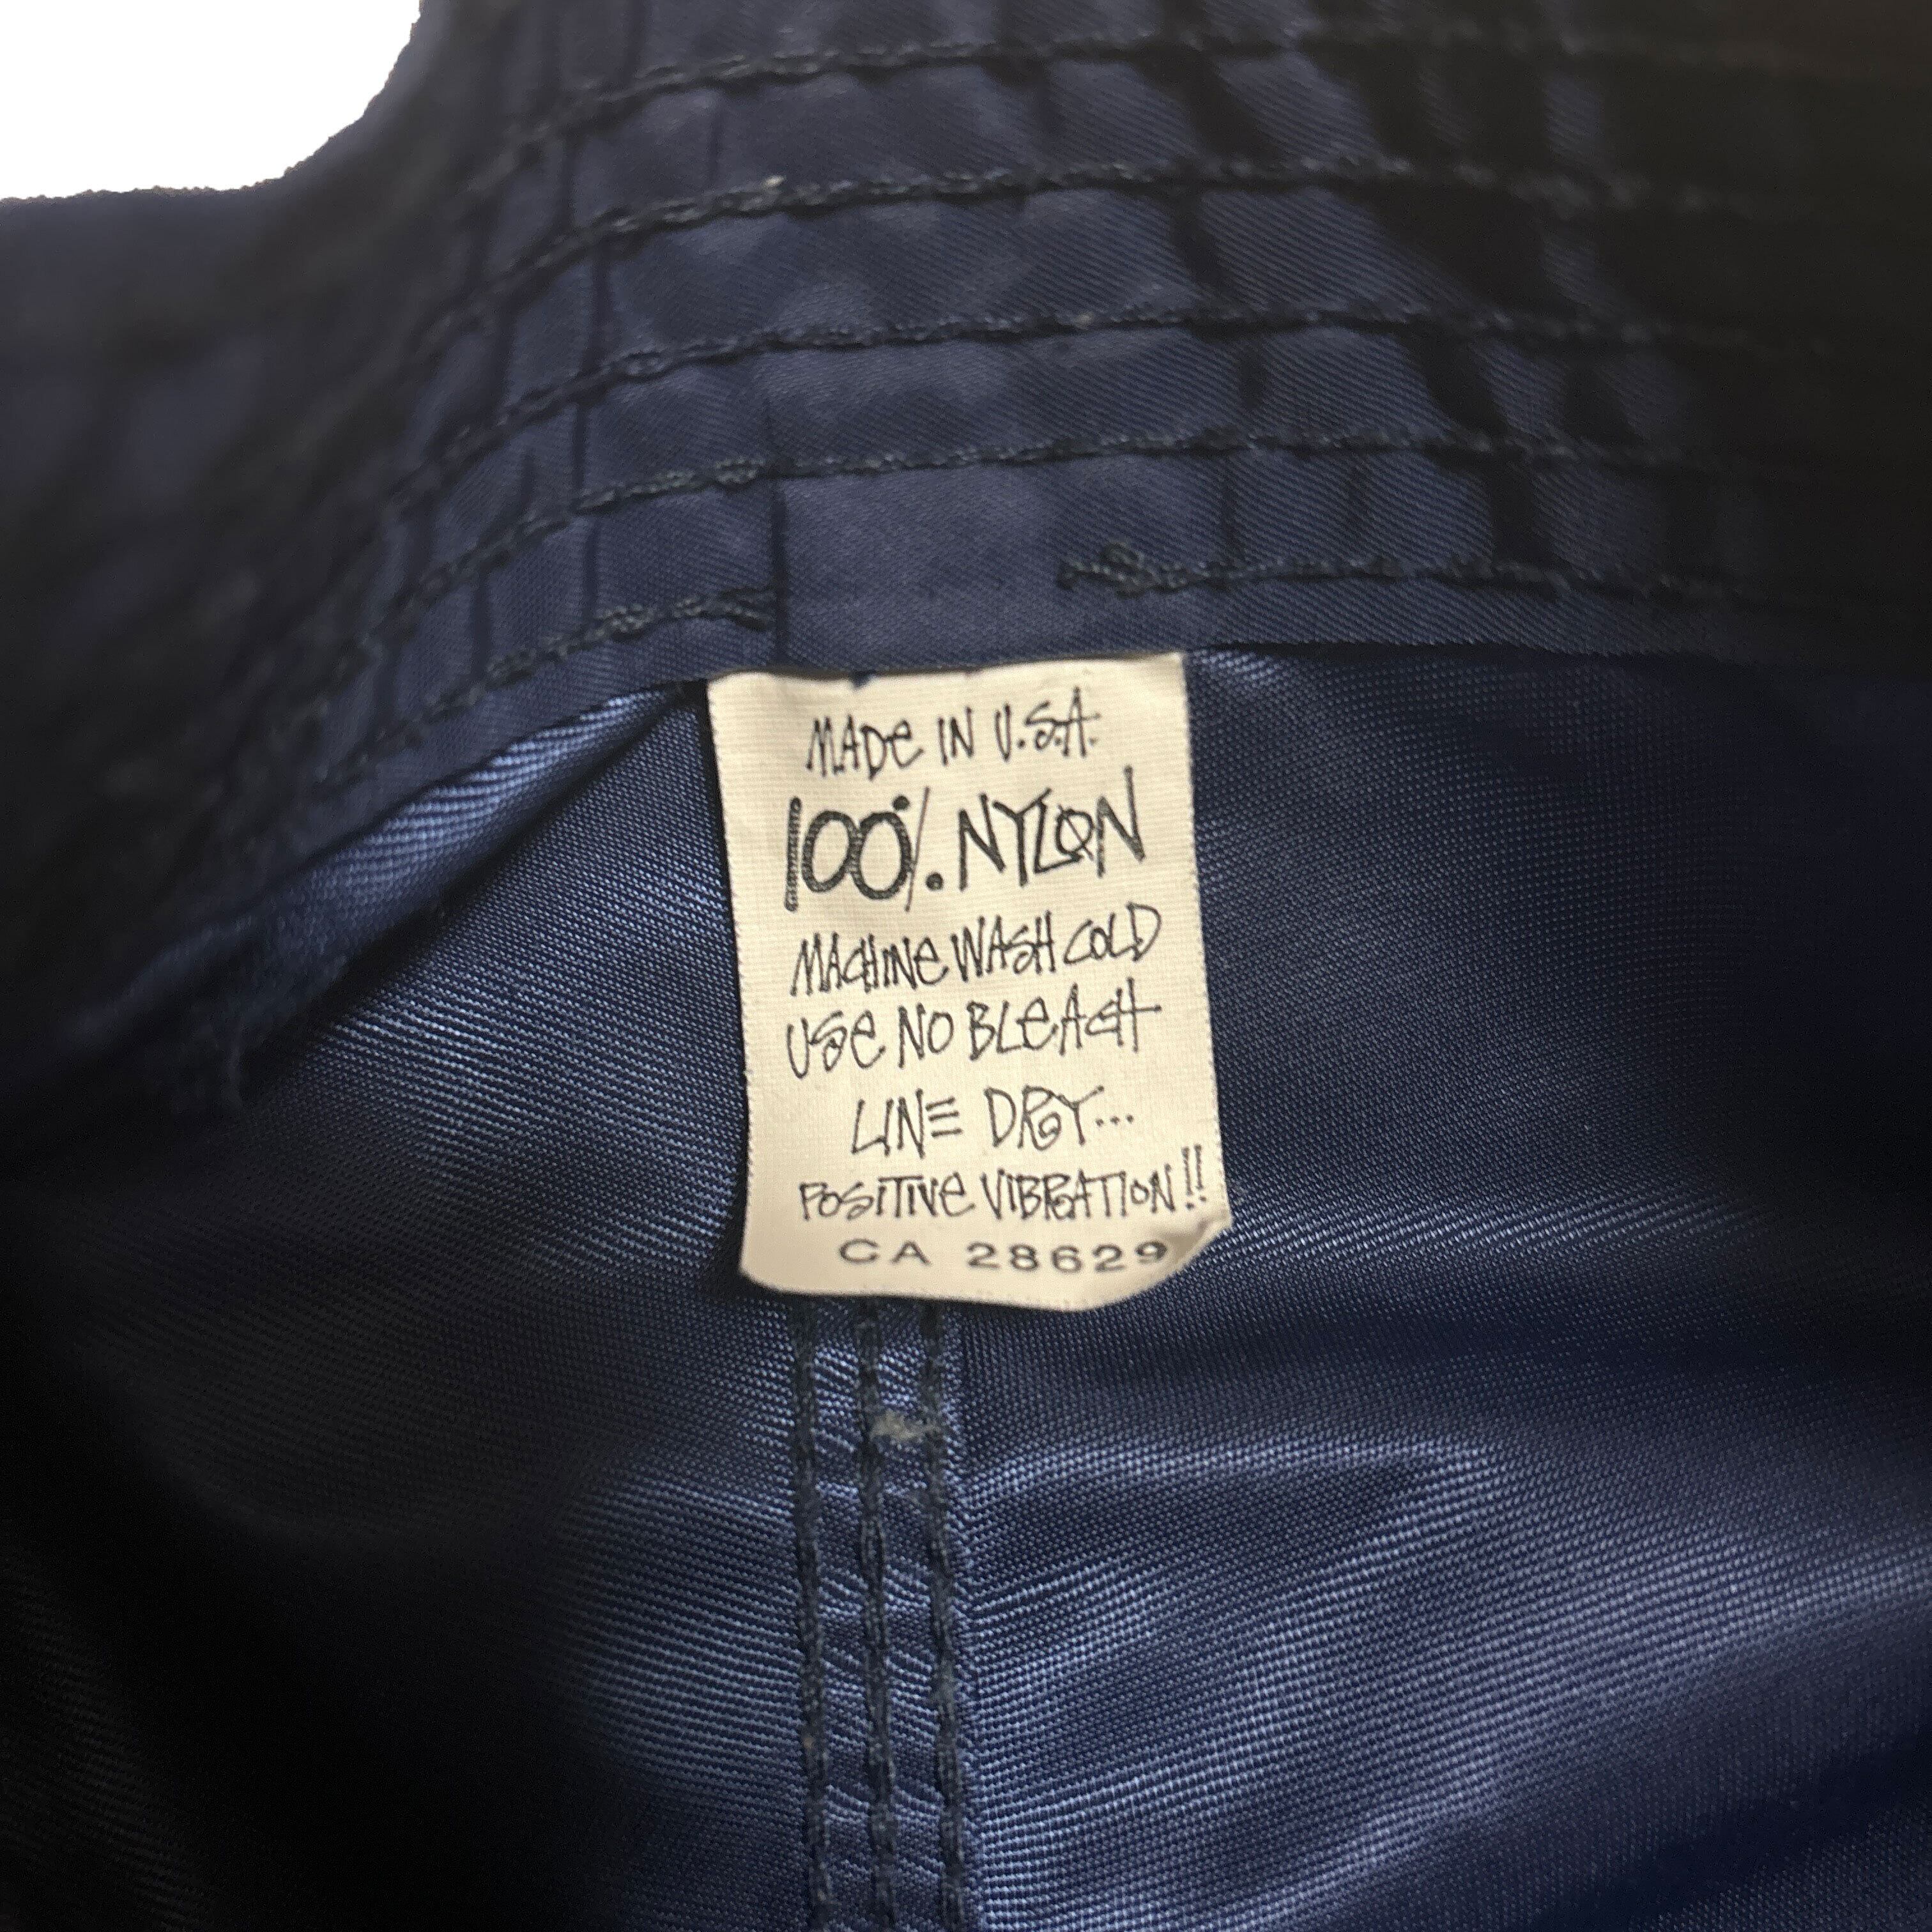 MADe IN U.S.A.
100%. NYLON
MACHINe WASH COLD
USe NO BLeACH
LINE DRY...
POSITIVe VIBRATION!!
CA 28629